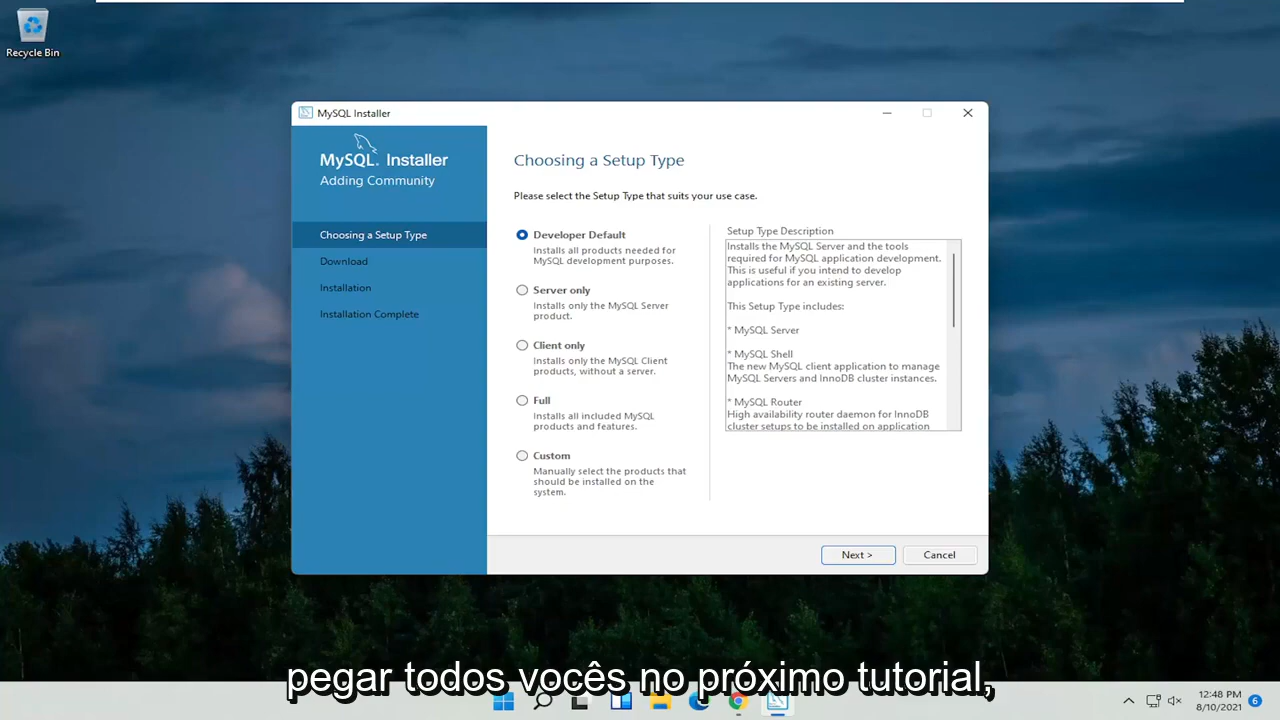 Recycle Bin
MySQL Installer
MySQL. Installer
Adding Community
Choosing a Setup Type
Download
Installation
Installation Complete
Choosing a Setup Type
Please select the Setup Type that suits your use case.
Developer Default
Installs all products needed for
MySQL development purposes.
Server only
Installs only the MySQL Server
product.
Client only
Installs only the MySQL Client
products, without a server.
Full
Installs all included MySQL
products and features.
Custom
Manually select the products that
should be installed on the
system.
Setup Type Description
Installs the MySQL Server and the tools
required for MySQL application development.
This is useful if you intend to develop
applications for an existing server.
This Setup Type includes:
* MySQL Server
* MySQL Shell
The new MySQL client application to manage
MySQL Servers and InnoDB cluster instances.
* MySQL Router
High availability router daemon for InnoDB
cluster setups to be installed on application
Next >
Cancel
pegar todos vocês no próximo tutorial,
12:48 PM
8/10/2021
6